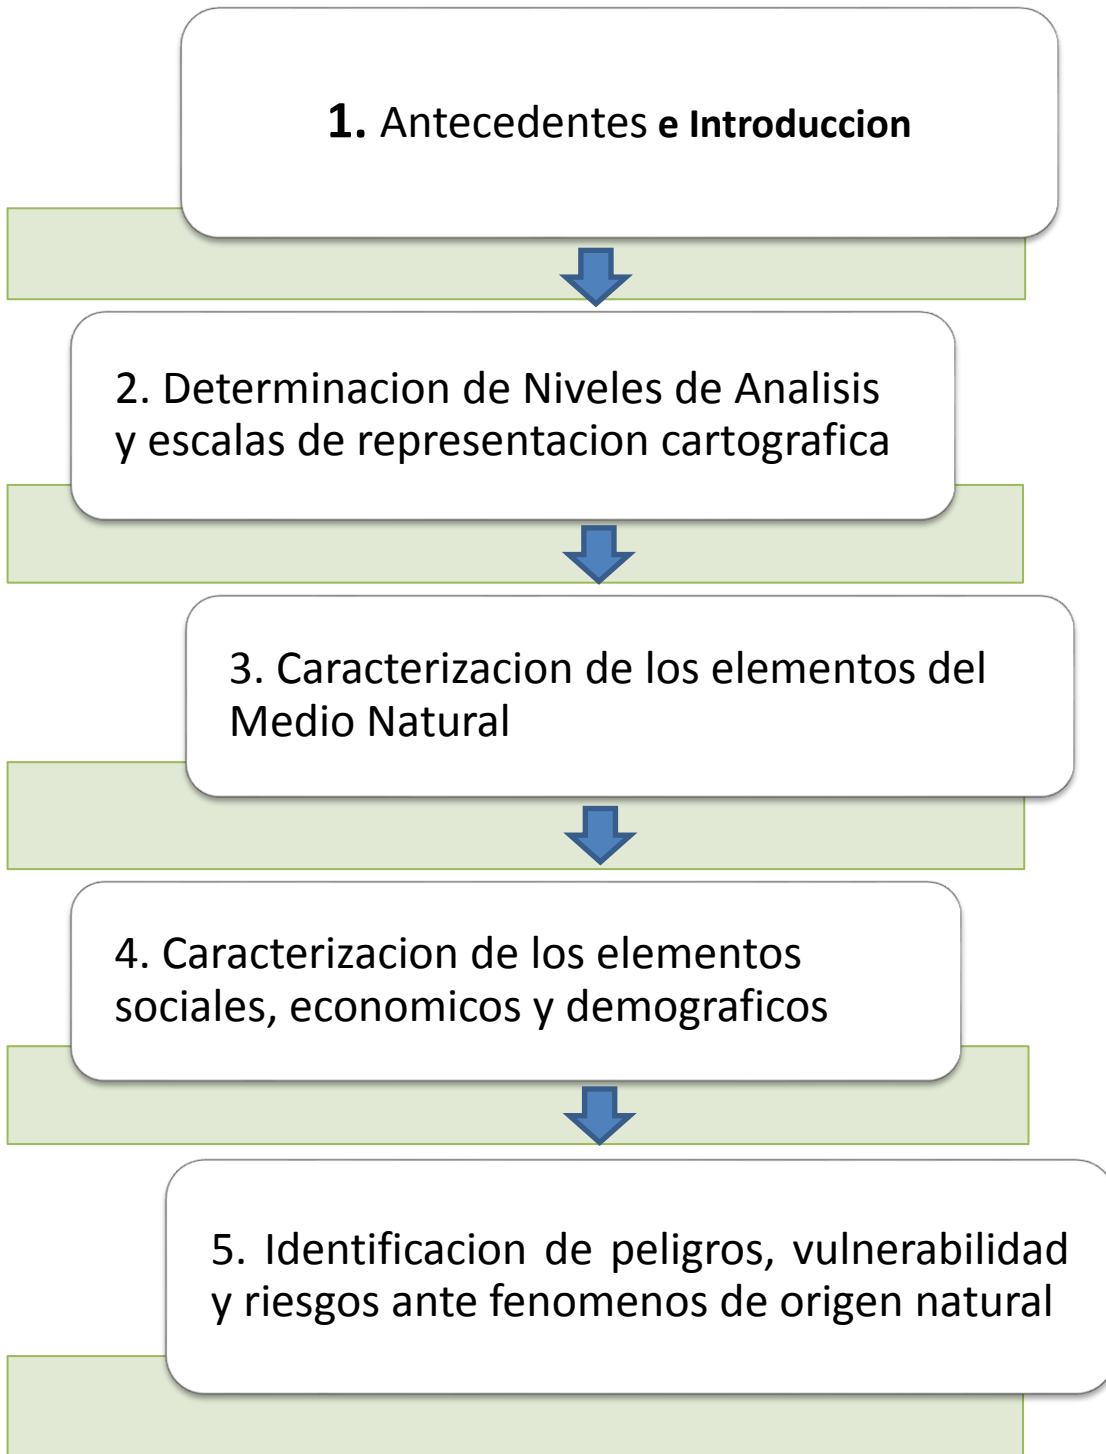 1. Antecedentes e Introduccion
2. Determinacion de Niveles de Analisis
y escalas de representacion cartografica
3. Caracterizacion de los elementos del
Medio Natural
4. Caracterizacion de los elementos
sociales, economicos y demograficos
5. Identificacion de peligros, vulnerabilidad
y riesgos ante fenomenos de origen natural